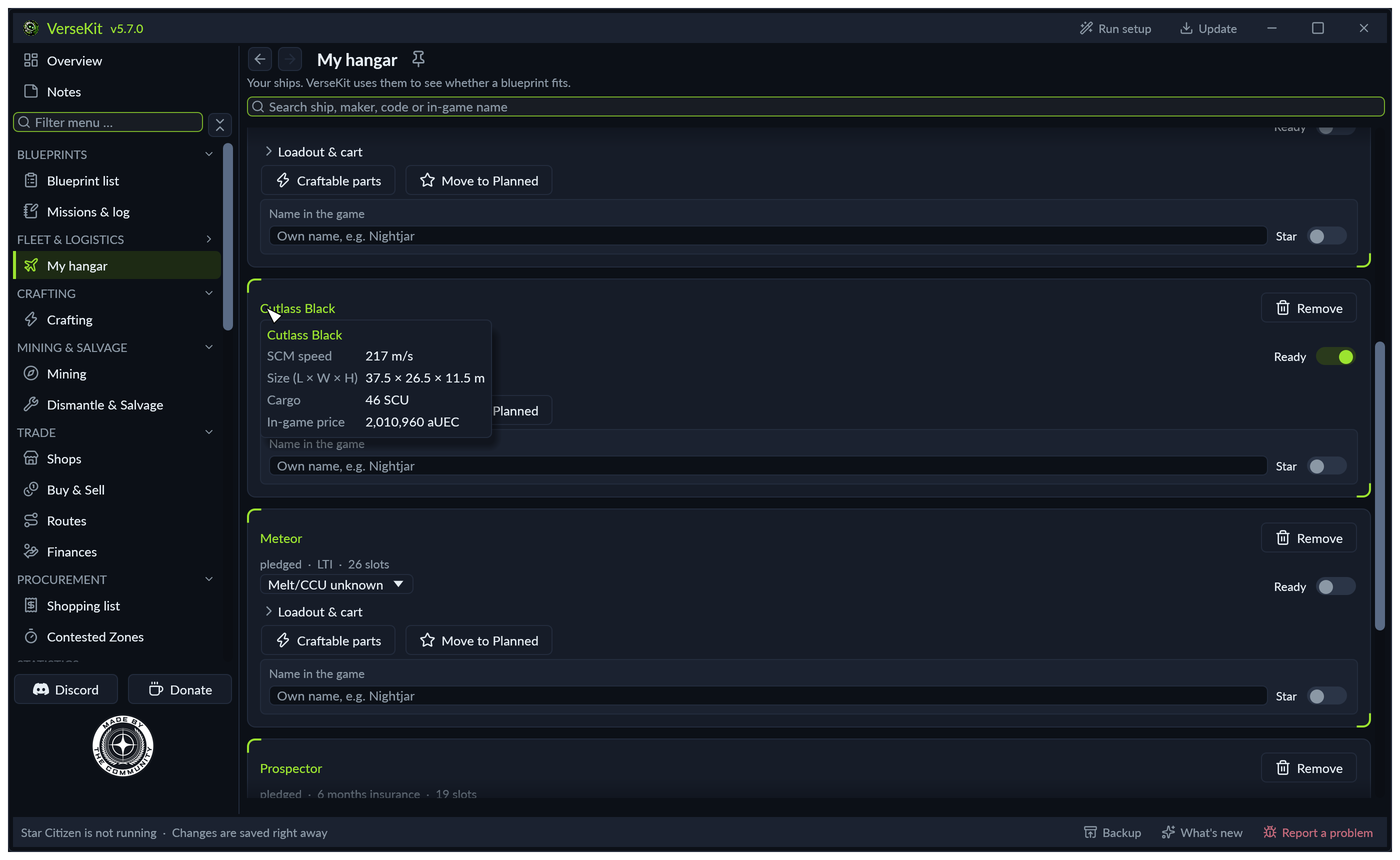 VerseKit v5.7.0
Run setup
Update
Overview
Notes
Filter menu ...
BLUEPRINTS
Blueprint list
Missions & log
FLEET & LOGISTICS
My hangar
CRAFTING
Crafting
MINING & SALVAGE
Mining
Dismantle & Salvage
TRADE
Shops
Buy & Sell
Routes
Finances
PROCUREMENT
Shopping list
Contested Zones
STATISTICS
Discord
Donate
MADE BY
THE COMMUNITY
My hangar
Your ships. VerseKit uses them to see whether a blueprint fits.
Search ship, maker, code or in-game name
Ready
Loadout & cart
Craftable parts
Move to Planned
Name in the game
Own name, e.g. Nightjar
Star
Cutlass Black
Remove
Cutlass Black
SCM speed 217 m/s
Size (L × W × H) 37.5 × 26.5 × 11.5 m
Cargo 46 SCU
In-game price 2,010,960 aUEC
Ready
Planned
Name in the game
Own name, e.g. Nightjar
Star
Meteor
Remove
pledged · LTI · 26 slots
Melt/CCU unknown
Ready
Loadout & cart
Craftable parts
Move to Planned
Name in the game
Own name, e.g. Nightjar
Star
Prospector
Remove
pledged · 6 months insurance · 19 slots
Star Citizen is not running · Changes are saved right away
Backup
What's new
Report a problem